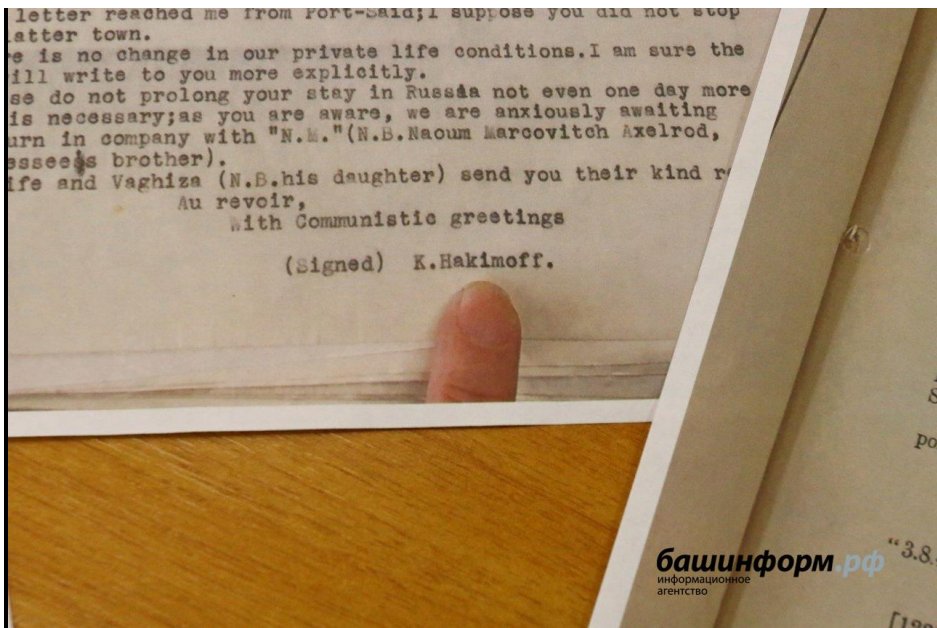 letter reached me from Port-Said;I suppose you did not stop
atter town.
e is no change in our private life conditions.I am sure the
ill write to you more explicitly.
se do not prolong your stay in Russia not even one day more
is necessary;as you are aware, we are anxiously awaiting
urn in company with "N.M."(N.B.Naoum Marcovitch Axelrod,
brother).
ife and Vaghiza (N.B.his daughter) send you their kind
Au revoir,
With Communistic greetings
(Signed) K.Hakimoff.
po
“3.8.
башинформ.рф
информационное
агентство